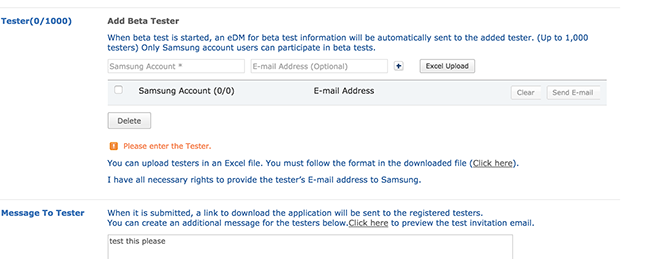 Tester(0/1000)
Add Beta Tester
When beta test is started, an eDM for beta test information will be automatically sent to the added tester. (Up to 1,000
testers) Only Samsung account users can participate in beta tests.
Samsung Account *
E-mail Address (Optional)
+
Excel Upload
Samsung Account (0/0)
E-mail Address
Clear
Send E-mail
Delete
! Please enter the Tester.
You can upload testers in an Excel file. You must follow the format in the downloaded file (Click here).
I have all necessary rights to provide the tester's E-mail address to Samsung.
Message To Tester
When it is submitted, a link to download the application will be sent to the registered testers.
You can create an additional message for the testers below.Click here to preview the test invitation email.
test this please